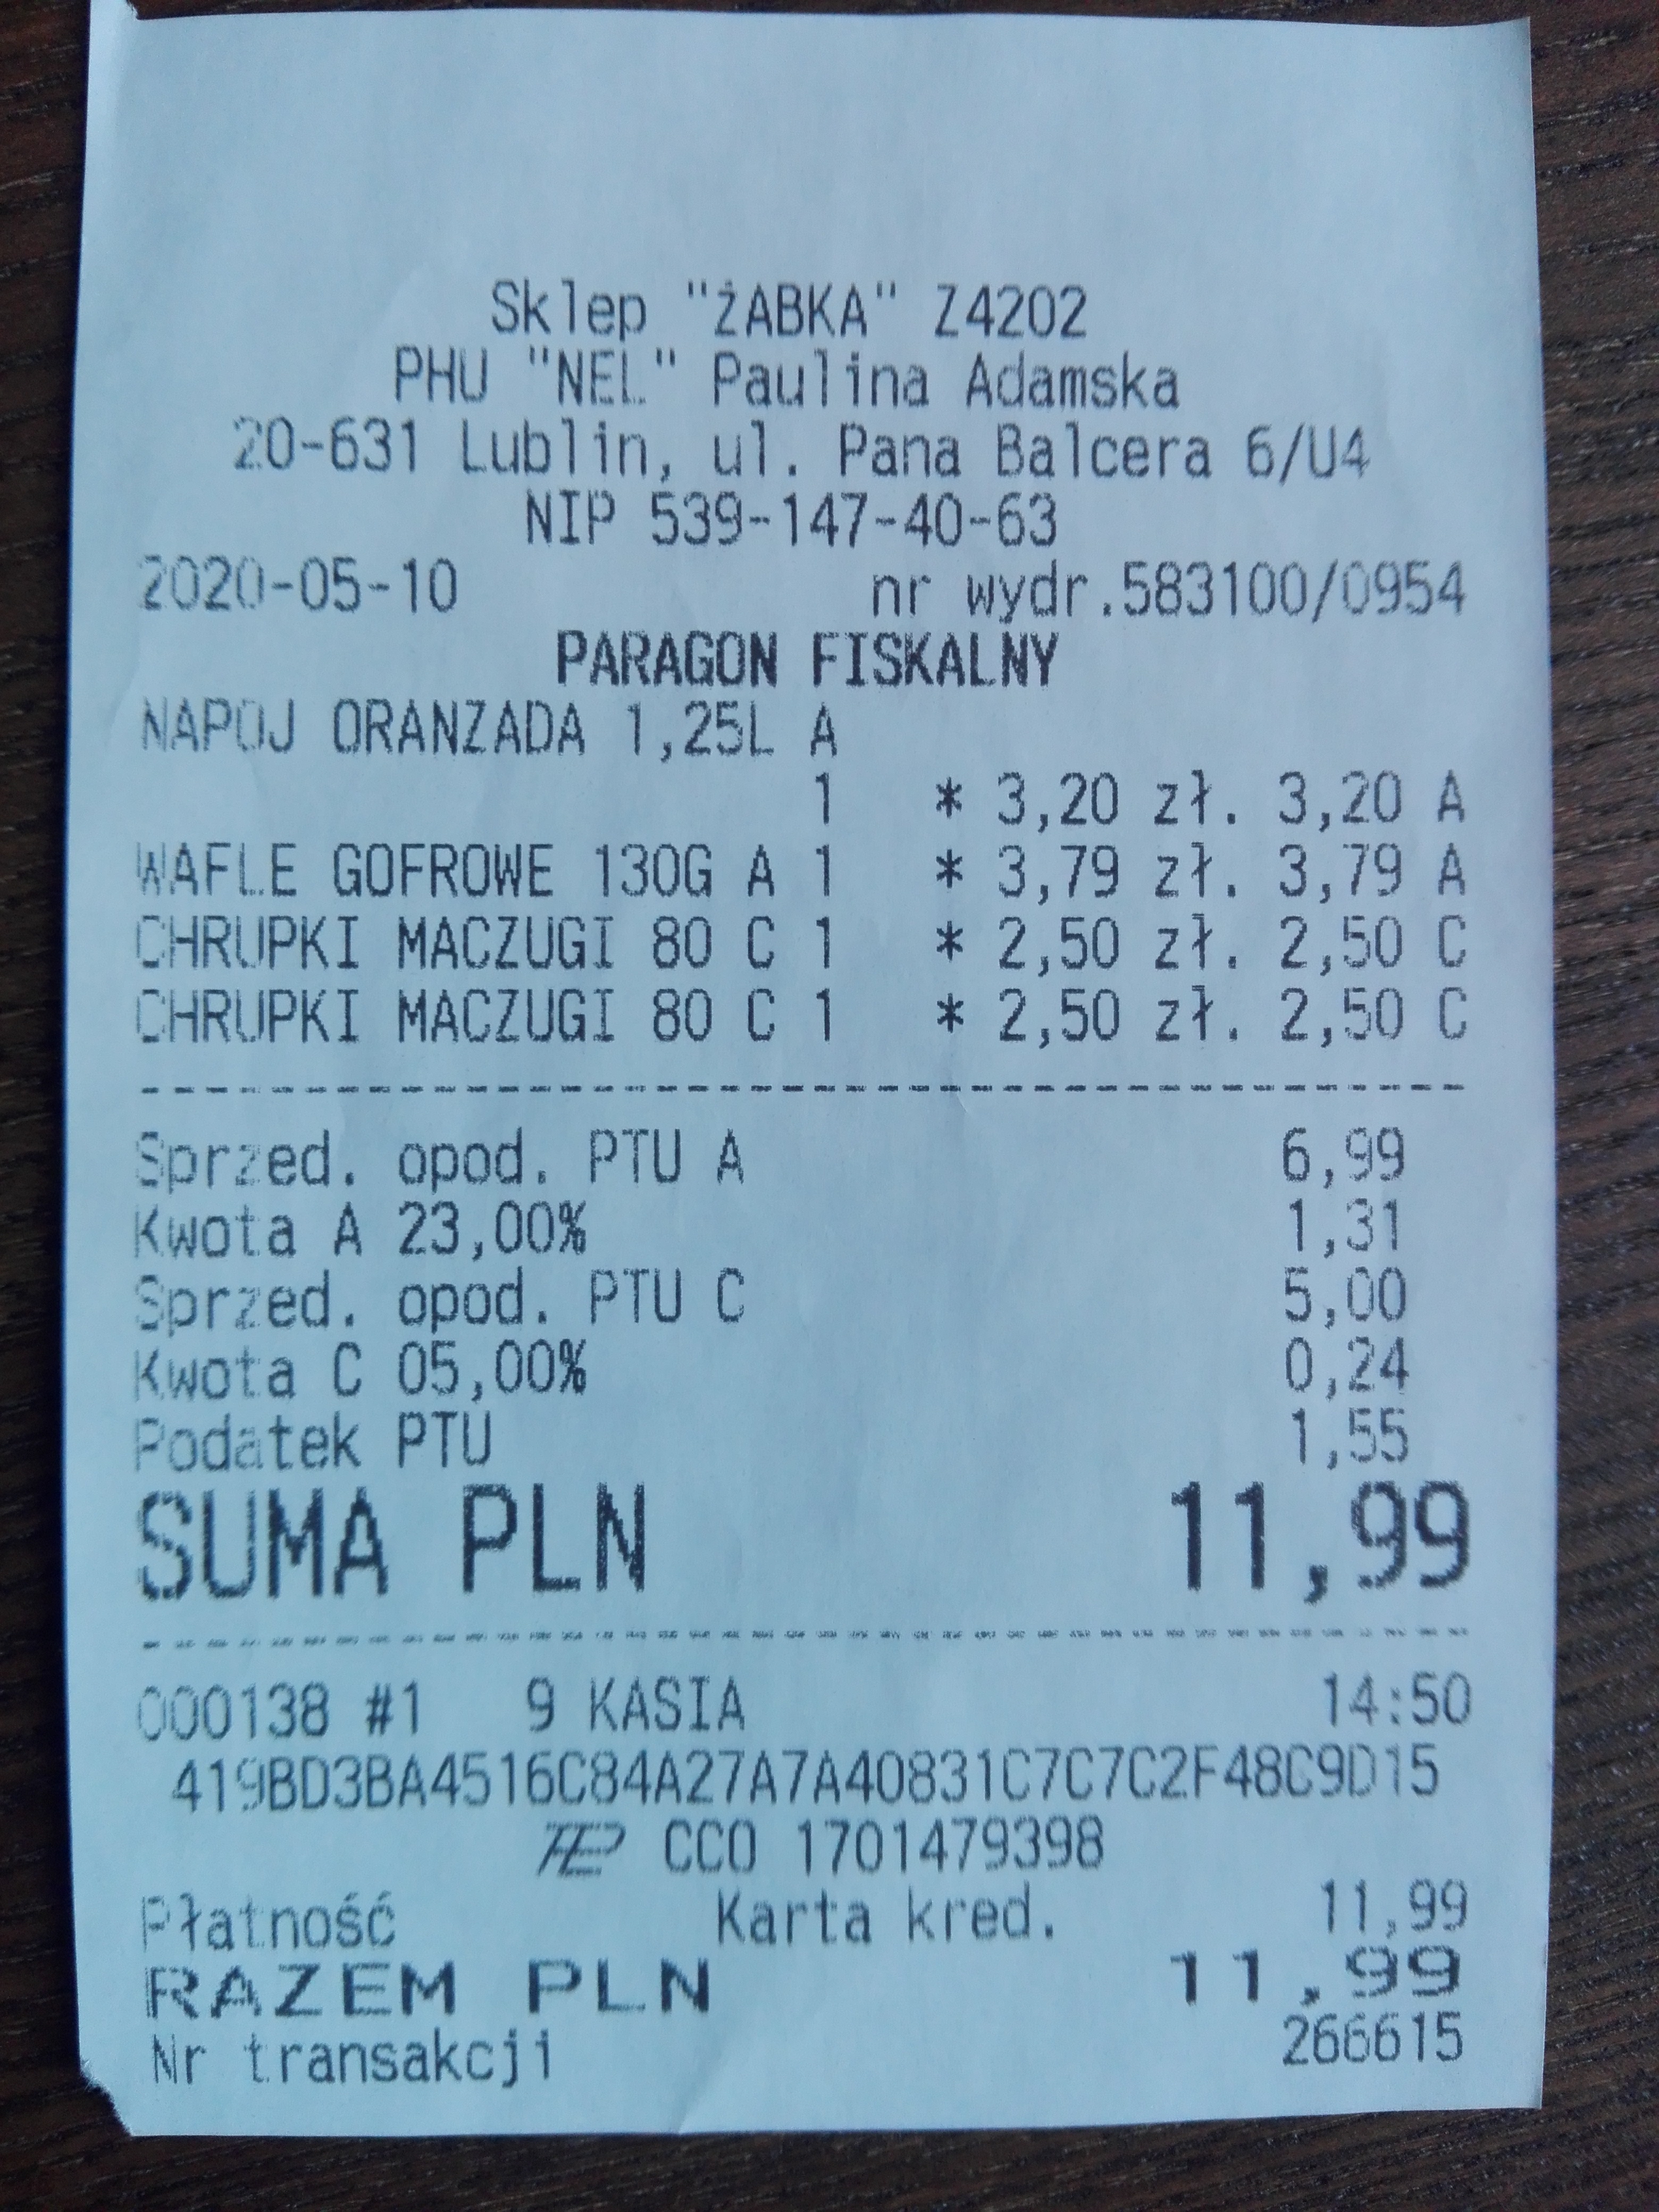 Sklep "ŻABKA" Z4202
PHU "NEL" Paulina Adamska
20-631 Lublin, ul. Pana Balcera 6/U4
NIP 539-147-40-63
2020-05-10 nr wydr.583100/0954
PARAGON FISKALNY
NAPOJ ORANZADA 1,25L A
1 * 3,20 zł. 3,20 A
WAFLE GOFROWE 130G A 1 * 3,79 zł. 3,79 A
CHRUPKI MACZUGI 80 C 1 * 2,50 zł. 2,50 C
CHRUPKI MACZUGI 80 C 1 * 2,50 zł. 2,50 C
Sprzed. opod. PTU A 6,99
Kwota A 23,00% 1,31
Sprzed. opod. PTU C 5,00
Kwota C 05,00% 0,24
Podatek PTU 1,55
SUMA PLN 11,99
000138 #1 9 KASIA 14:50
419BD3BA4516C84A27A7A40831C7C7C2F48C9D15
CCO 1701479398
Płatność Karta kred. 11,99
RAZEM PLN 11,99
Nr transakcji 266615